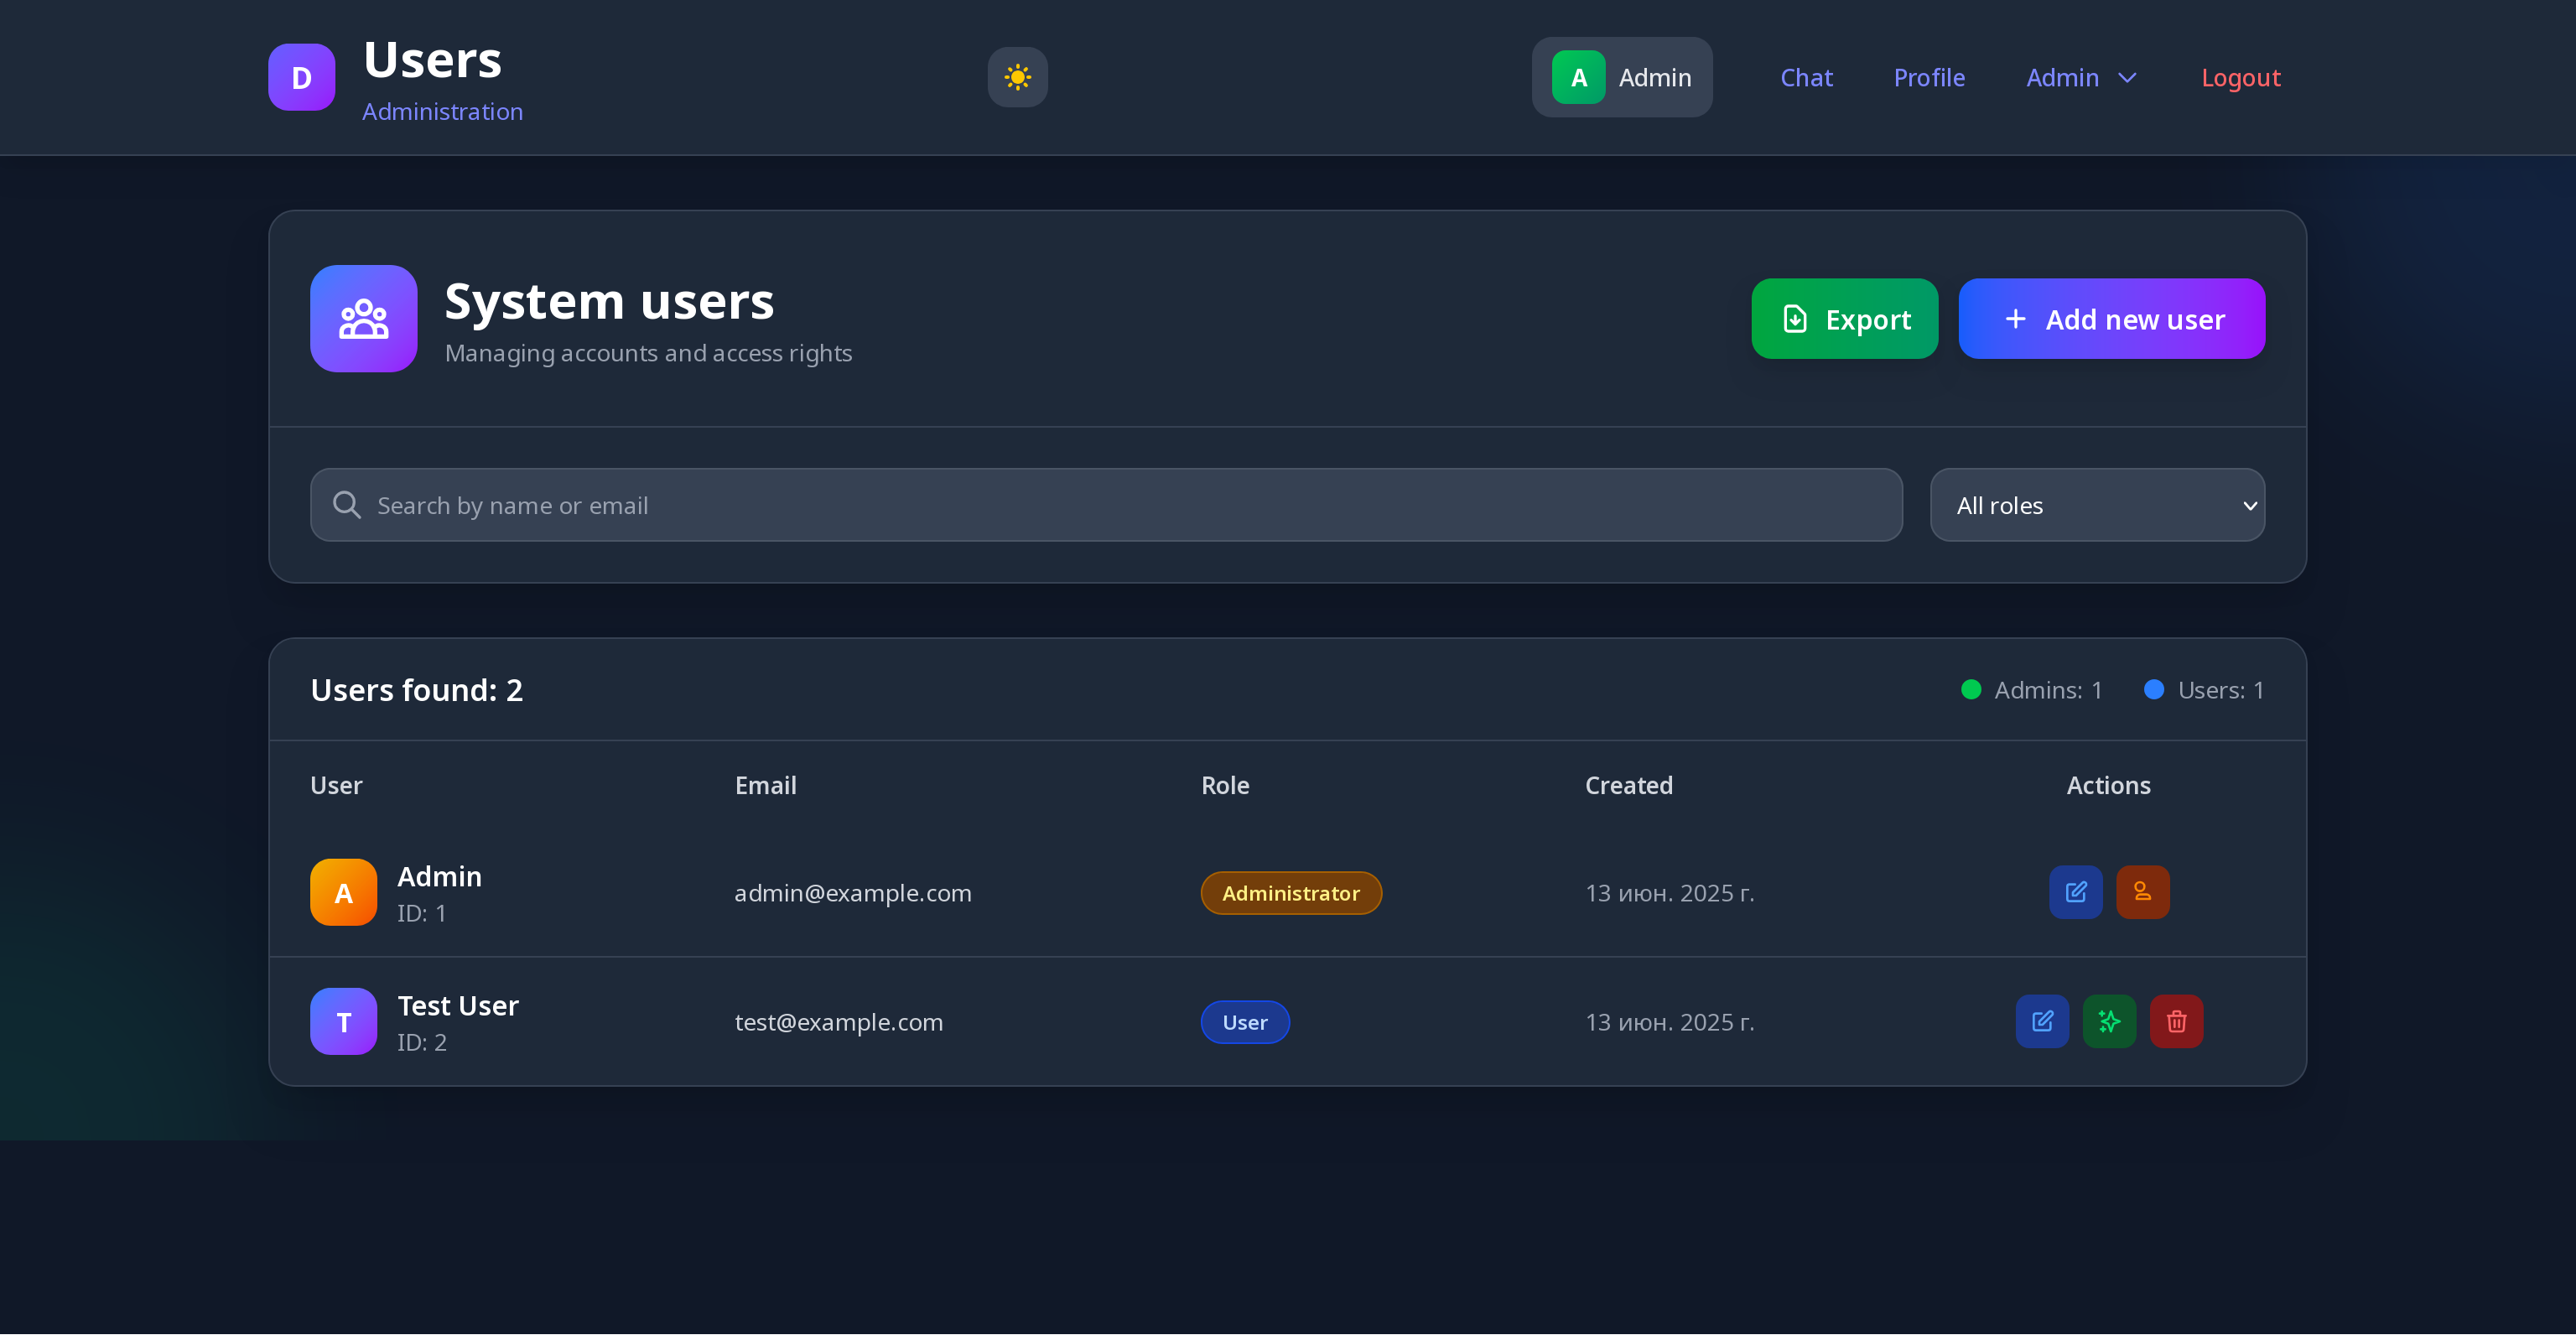 D
Users
Administration
A Admin
Chat
Profile
Admin
Logout
System users
Managing accounts and access rights
Export
Add new user
Search by name or email
All roles
Users found: 2
Admins: 1
Users: 1
User Email Role Created Actions
A
Admin
ID: 1
admin@example.com
Administrator
13 июн. 2025 г.
T
Test User
ID: 2
test@example.com
User
13 июн. 2025 г.